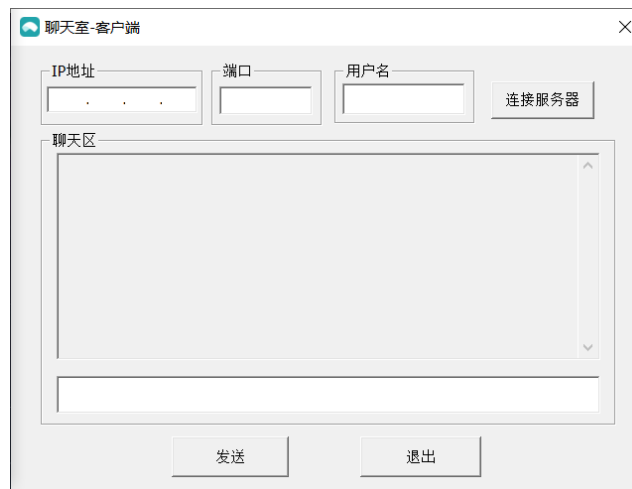 聊天室-客户端
IP地址
端口
用户名
. . .
连接服务器
聊天区
发送
退出